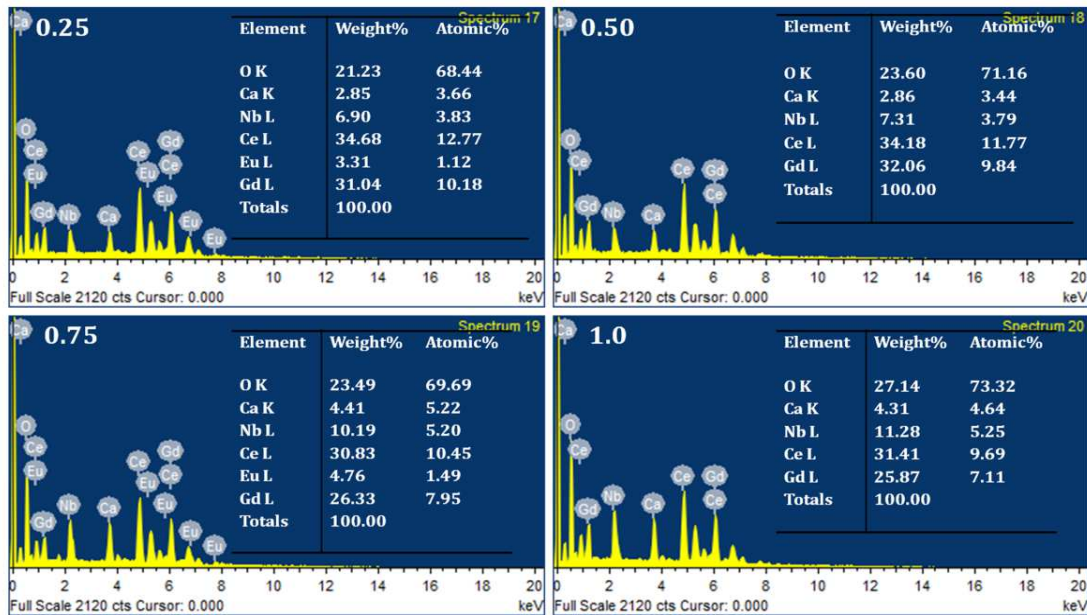 0.25
Spectrum 17
Element Weight% Atomic%
O K 21.23 68.44
Ca K 2.85 3.66
Nb L 6.90 3.83
Ce L 34.68 12.77
Eu L 3.31 1.12
Gd L 31.04 10.18
Totals 100.00
Ca
O
Ce
Eu
Gd
Nb
Ca
Ce
Eu
Gd
Ce
Eu
Eu
Eu
0 2 4 6 8 10 12 14 16 18 20
Full Scale 2120 cts Cursor: 0.000 keV
0.50
Spectrum 18
Element Weight% Atomic%
O K 23.60 71.16
Ca K 2.86 3.44
Nb L 7.31 3.79
Ce L 34.18 11.77
Gd L 32.06 9.84
Totals 100.00
Ca
O
Ce
Gd
Nb
Ca
Ce
Gd
Ce
0 2 4 6 8 10 12 14 16 18 20
Full Scale 2120 cts Cursor: 0.000 keV
0.75
Spectrum 19
Element Weight% Atomic%
O K 23.49 69.69
Ca K 4.41 5.22
Nb L 10.19 5.20
Ce L 30.83 10.45
Eu L 4.76 1.49
Gd L 26.33 7.95
Totals 100.00
Ca
O
Ce
Eu
Gd
Nb
Ca
Ce
Eu
Gd
Ce
Eu
Eu
Eu
0 2 4 6 8 10 12 14 16 18 20
Full Scale 2120 cts Cursor: 0.000 keV
1.0
Spectrum 20
Element Weight% Atomic%
O K 27.14 73.32
Ca K 4.31 4.64
Nb L 11.28 5.25
Ce L 31.41 9.69
Gd L 25.87 7.11
Totals 100.00
Ca
O
Ce
Gd
Nb
Ca
Ce
Gd
Ce
0 2 4 6 8 10 12 14 16 18 20
Full Scale 2120 cts Cursor: 0.000 keV